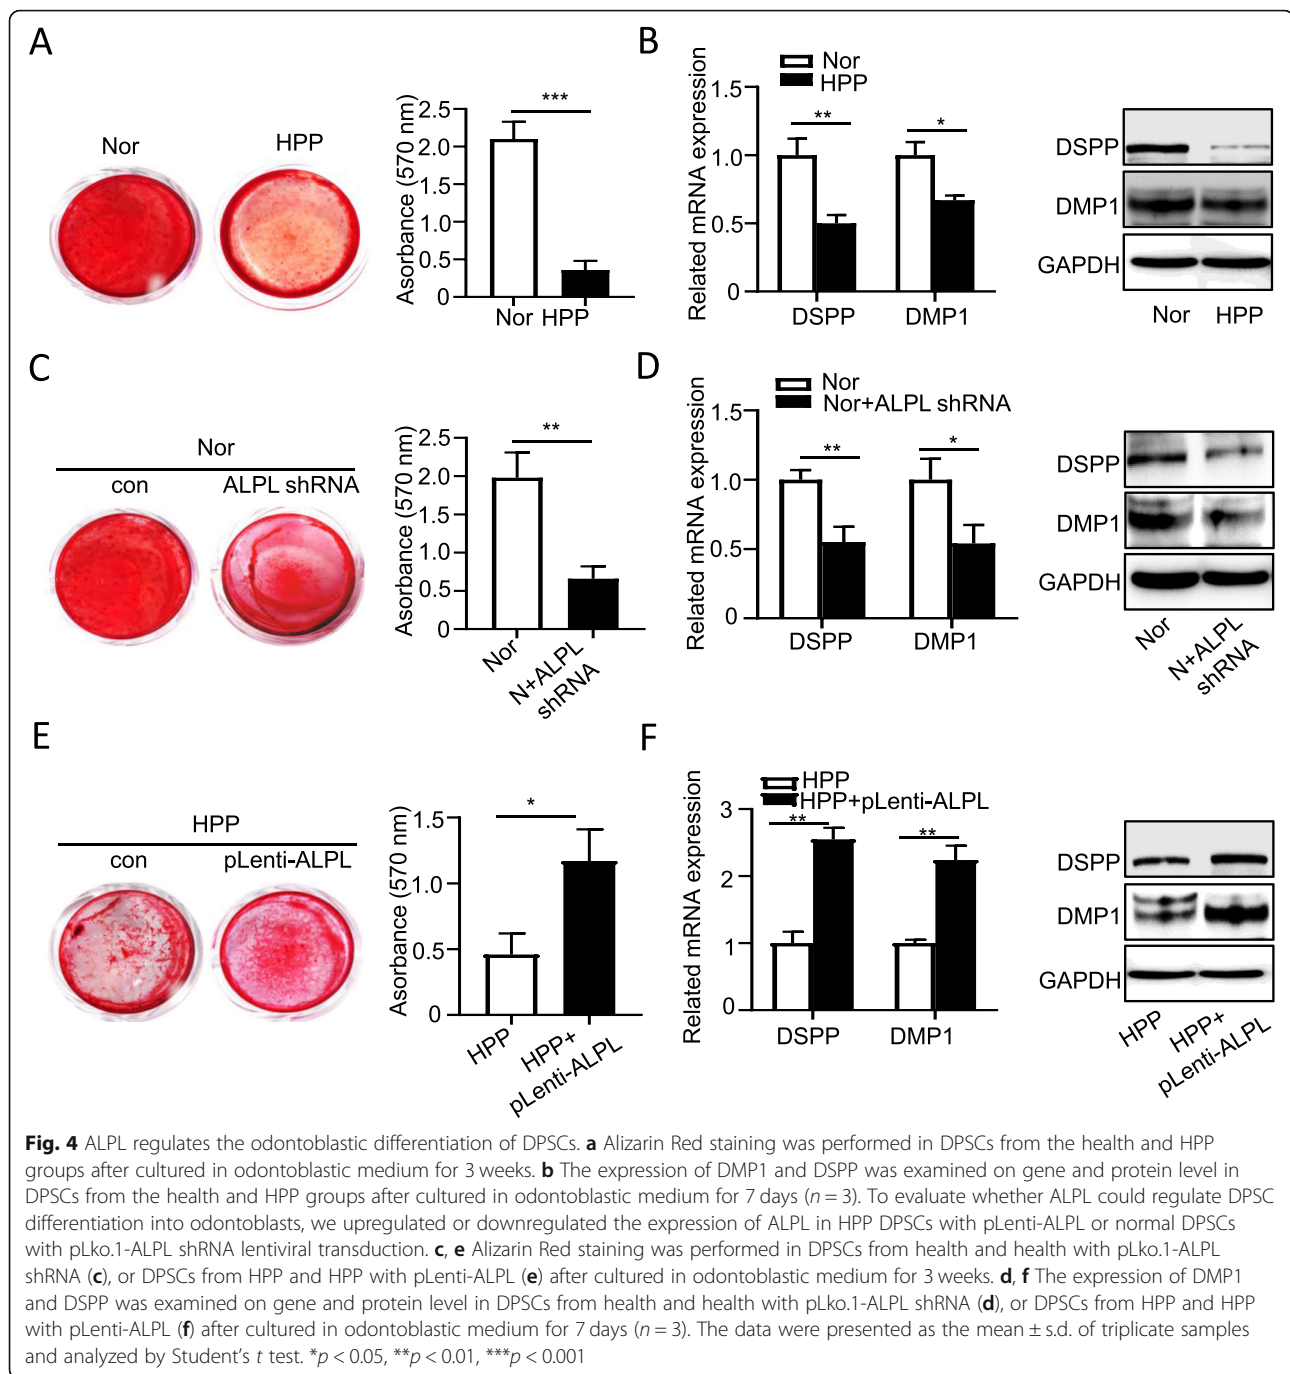 A
Nor
HPP
Asorbance (570 nm)
2.5
2.0
1.5
1.0
0.5
0
***
Nor HPP
B
Nor
HPP
Related mRNA expression
1.5
1.0
0.5
0
**
*
DSPP
DMP1
DSPP
DMP1
GAPDH
Nor
HPP
C
Nor
con
ALPL shRNA
Asorbance (570 nm)
2.5
2.0
1.5
1.0
0.5
0
**
Nor
N+ALPL
shRNA
D
Nor
Nor+ALPL shRNA
Related mRNA expression
1.5
1.0
0.5
0
**
*
DSPP
DMP1
DSPP
DMP1
GAPDH
Nor
N+ALPL
shRNA
E
HPP
con
pLenti-ALPL
Asorbance (570 nm)
1.5
1.0
0.5
0
*
HPP
HPP+
pLenti-ALPL
F
HPP
HPP+pLenti-ALPL
Related mRNA expression
3
2
1
0
**
**
DSPP
DMP1
DSPP
DMP1
GAPDH
HPP
HPP+
pLenti-ALPL
Fig. 4 ALPL regulates the odontoblastic differentiation of DPSCs. a Alizarin Red staining was performed in DPSCs from the health and HPP
groups after cultured in odontoblastic medium for 3 weeks. b The expression of DMP1 and DSPP was examined on gene and protein level in
DPSCs from the health and HPP groups after cultured in odontoblastic medium for 7 days (n = 3). To evaluate whether ALPL could regulate DPSC
differentiation into odontoblasts, we upregulated or downregulated the expression of ALPL in HPP DPSCs with pLenti-ALPL or normal DPSCs
with pLko.1-ALPL shRNA lentiviral transduction. c, e Alizarin Red staining was performed in DPSCs from health and health with pLko.1-ALPL
shRNA (c), or DPSCs from HPP and HPP with pLenti-ALPL (e) after cultured in odontoblastic medium for 3 weeks. d, f The expression of DMP1
and DSPP was examined on gene and protein level in DPSCs from health and health with pLko.1-ALPL shRNA (d), or DPSCs from HPP and HPP
with pLenti-ALPL (f) after cultured in odontoblastic medium for 7 days (n = 3). The data were presented as the mean ± s.d. of triplicate samples
and analyzed by Student's t test. *p < 0.05, **p < 0.01, ***p < 0.001